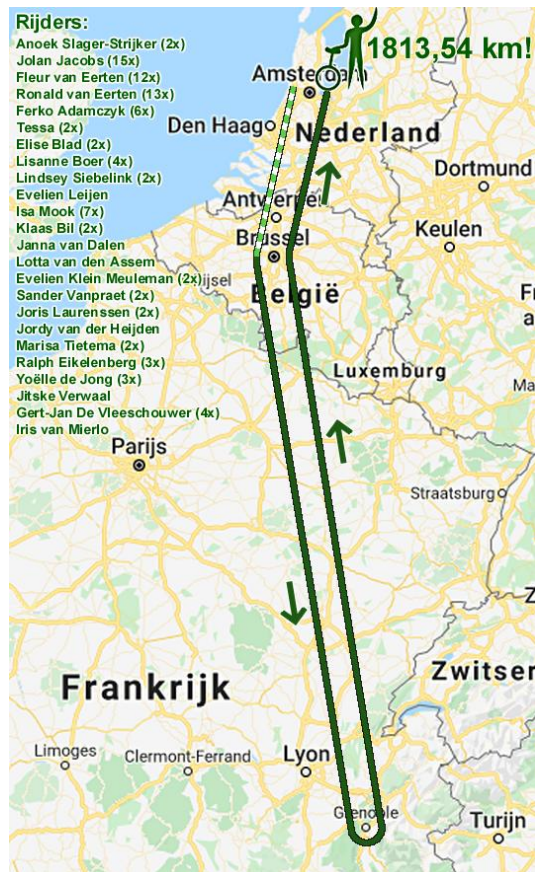 Rijders:
Anoek Slager-Strijker (2x)
Jolan Jacobs (15x)
Fleur van Eerten (12x)
Ronald van Eerten (13x)
Ferko Adamczyk (6x)
Tessa (2x)
Elise Blad (2x)
Lisanne Boer (4x)
Lindsey Siebelink (2x)
Evelien Leijen
Isa Mook (7x)
Klaas Bil (2x)
Janna van Dalen
Lotta van den Assem
Evelien Klein Meuleman (2x)
Sander Vanpraet (2x)
Joris Laurenssen (2x)
Jordy van der Heijden
Marisa Tietema (2x)
Ralph Eikelenberg (3x)
Yoëlle de Jong (3x)
Jitske Verwaal
Gert-Jan De Vleeschouwer (4x)
Iris van Mierlo
1813,54 km!
Amsterdam
Den Haag
Nederland
Dortmund
Antwerpen
Keulen
Brussel
ijsel
België
Fr
a
Luxemburg
Ma
Parijs
Straatsburg
Z
Zwitser
Frankrijk
Limoges
Clermont-Ferrand
Lyon
Grenoble
Turijn